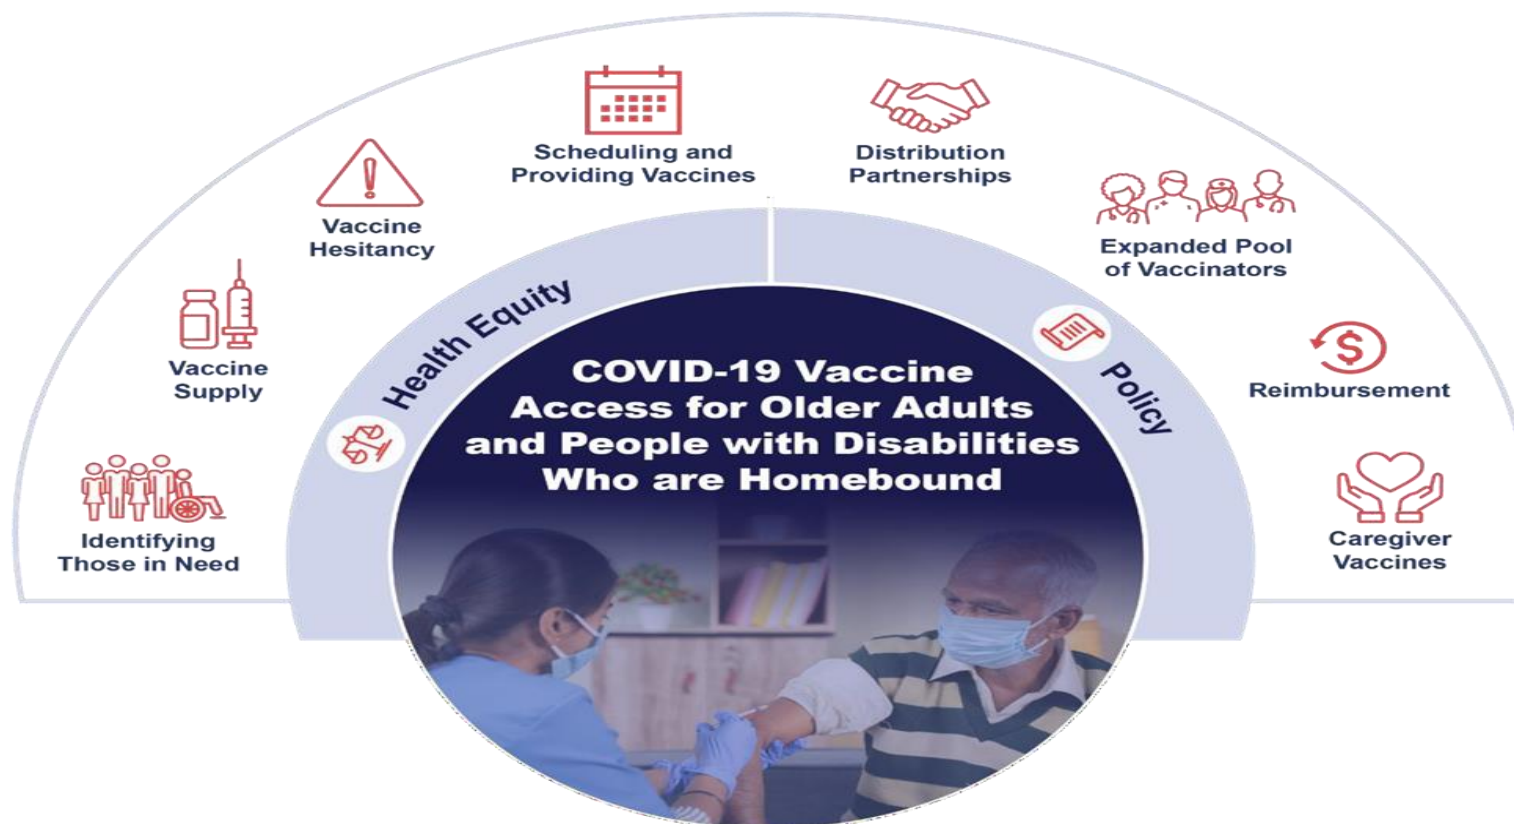 Scheduling and
Providing Vaccines
Distribution
Partnerships
Vaccine
Hesitancy
Expanded Pool
of Vaccinators
Vaccine
Supply
Reimbursement
Identifying
Those in Need
Caregiver
Vaccines
Health Equity
Policy
COVID-19 Vaccine
Access for Older Adults
and People with Disabilities
Who are Homebound
$